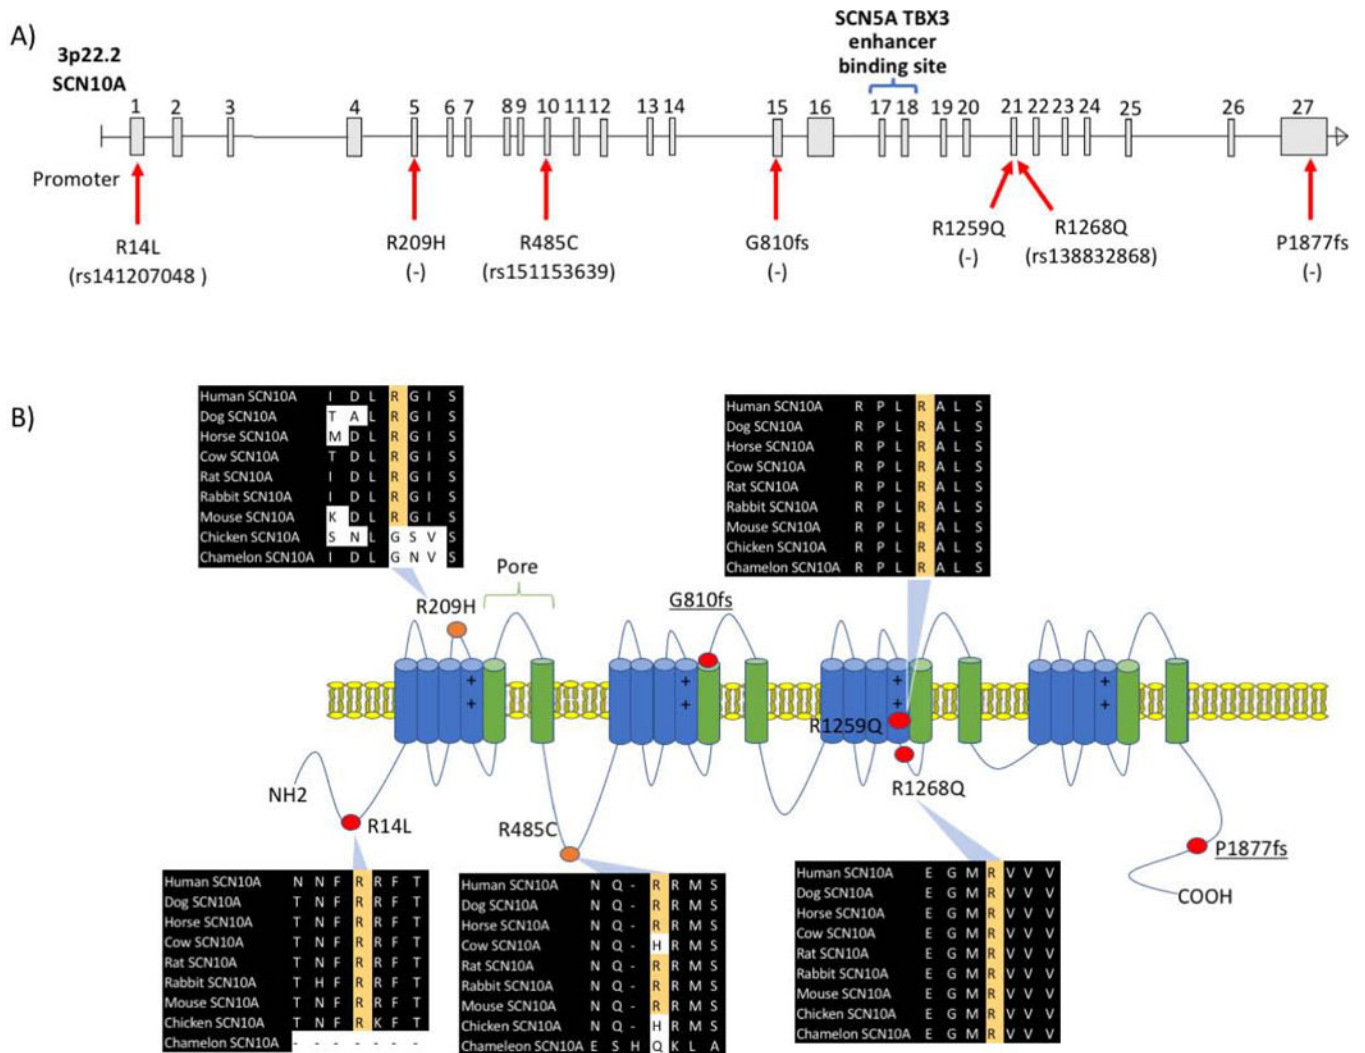 A)
3p22.2
SCN10A
SCN5A TBX3
enhancer
binding site
1 2 3 4 5 6 7 8 9 10 11 12 13 14 15 16 17 18 19 20 21 22 23 24 25 26 27
Promoter
R14L
(rs141207048 )
R209H
(-)
R485C
(rs151153639)
G810fs
(-)
R1259Q
(-)
R1268Q
(rs138832868)
P1877fs
(-)
B)
Human SCN10A I D L R G I S
Dog SCN10A T A L R G I S
Horse SCN10A M D L R G I S
Cow SCN10A T D L R G I S
Rat SCN10A I D L R G I S
Rabbit SCN10A I D L R G I S
Mouse SCN10A K D L R G I S
Chicken SCN10A S N L G S V S
Chamelon SCN10A I D L G N V S
Human SCN10A R P L R A L S
Dog SCN10A R P L R A L S
Horse SCN10A R P L R A L S
Cow SCN10A R P L R A L S
Rat SCN10A R P L R A L S
Rabbit SCN10A R P L R A L S
Mouse SCN10A R P L R A L S
Chicken SCN10A R P L R A L S
Chamelon SCN10A R P L R A L S
Pore
R209H
G810fs
+ + + +
+ + + +
R1259Q
R1268Q
NH2
R14L
R485C
P1877fs
COOH
Human SCN10A N N F R R F T
Dog SCN10A T N F R R F T
Horse SCN10A T N F R R F T
Cow SCN10A T N F R R F T
Rat SCN10A T N F R R F T
Rabbit SCN10A T H F R R F T
Mouse SCN10A T N F R R F T
Chicken SCN10A T N F R K F T
Chamelon SCN10A - - - - - - -
Human SCN10A N Q - R R M S
Dog SCN10A N Q - R R M S
Horse SCN10A N Q - R R M S
Cow SCN10A N Q - H R M S
Rat SCN10A N Q - R R M S
Rabbit SCN10A N Q - R R M S
Mouse SCN10A N Q - R R M S
Chicken SCN10A N Q - H R M S
Chameleon SCN10A E S H Q K L A
Human SCN10A E G M R V V V
Dog SCN10A E G M R V V V
Horse SCN10A E G M R V V V
Cow SCN10A E G M R V V V
Rat SCN10A E G M R V V V
Rabbit SCN10A E G M R V V V
Mouse SCN10A E G M R V V V
Chicken SCN10A E G M R V V V
Chamelon SCN10A E G M R V V V